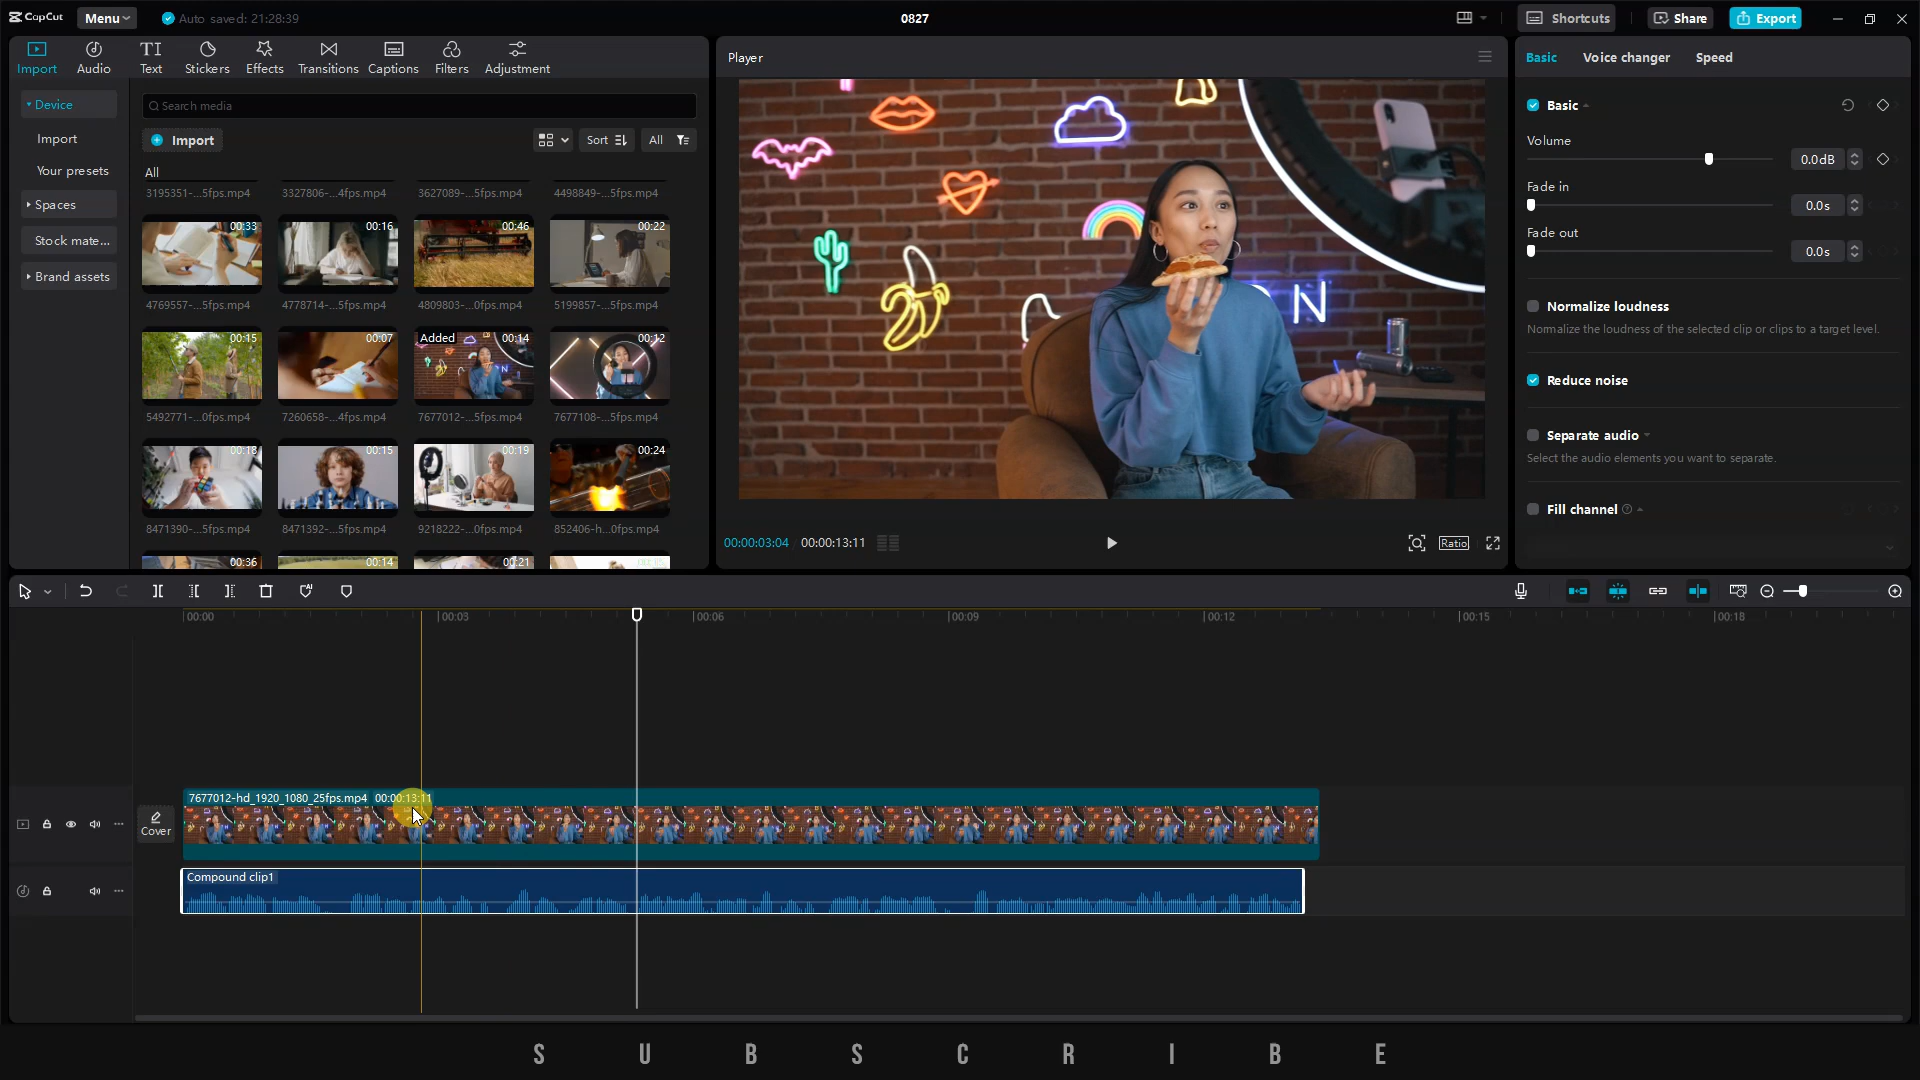 CapCut
Menu
Auto saved: 21:28:39
0827
Shortcuts
Share
Export
Import
Audio
TI
Text
Stickers
Effects
Transitions
Captions
Filters
Adjustment
Device
Import
Your presets
Spaces
Stock mate...
Brand assets
Search media
Import
Sort
All
All
3195351-...5fps.mp4
3327806-...4fps.mp4
3627089-...5fps.mp4
4498849-...5fps.mp4
00:33
00:16
00:46
00:22
4769557-...5fps.mp4
4778714-...5fps.mp4
4809803-...0fps.mp4
5199857-...5fps.mp4
00:15
00:07
Added
00:14
00:12
5492771-...0fps.mp4
7260658-...4fps.mp4
7677012-...5fps.mp4
7677108-...5fps.mp4
00:18
00:15
00:19
00:24
8471390-...5fps.mp4
8471392-...5fps.mp4
9218222-...0fps.mp4
852406-h...0fps.mp4
00:36
00:14
00:21
Player
N
00:00:03:04
00:00:13:11
Ratio
Basic
Voice changer
Speed
Basic
Volume
0.0dB
Fade in
0.0s
Fade out
0.0s
Normalize loudness
Normalize the loudness of the selected clip or clips to a target level.
Reduce noise
Separate audio
Select the audio elements you want to separate.
Fill channel
00:00
00:03
00:06
00:09
00:12
00:15
00:18
Cover
7677012-hd_1920_1080_25fps.mp4 00:00:13:11
Compound clip1
S U B S C R I B E